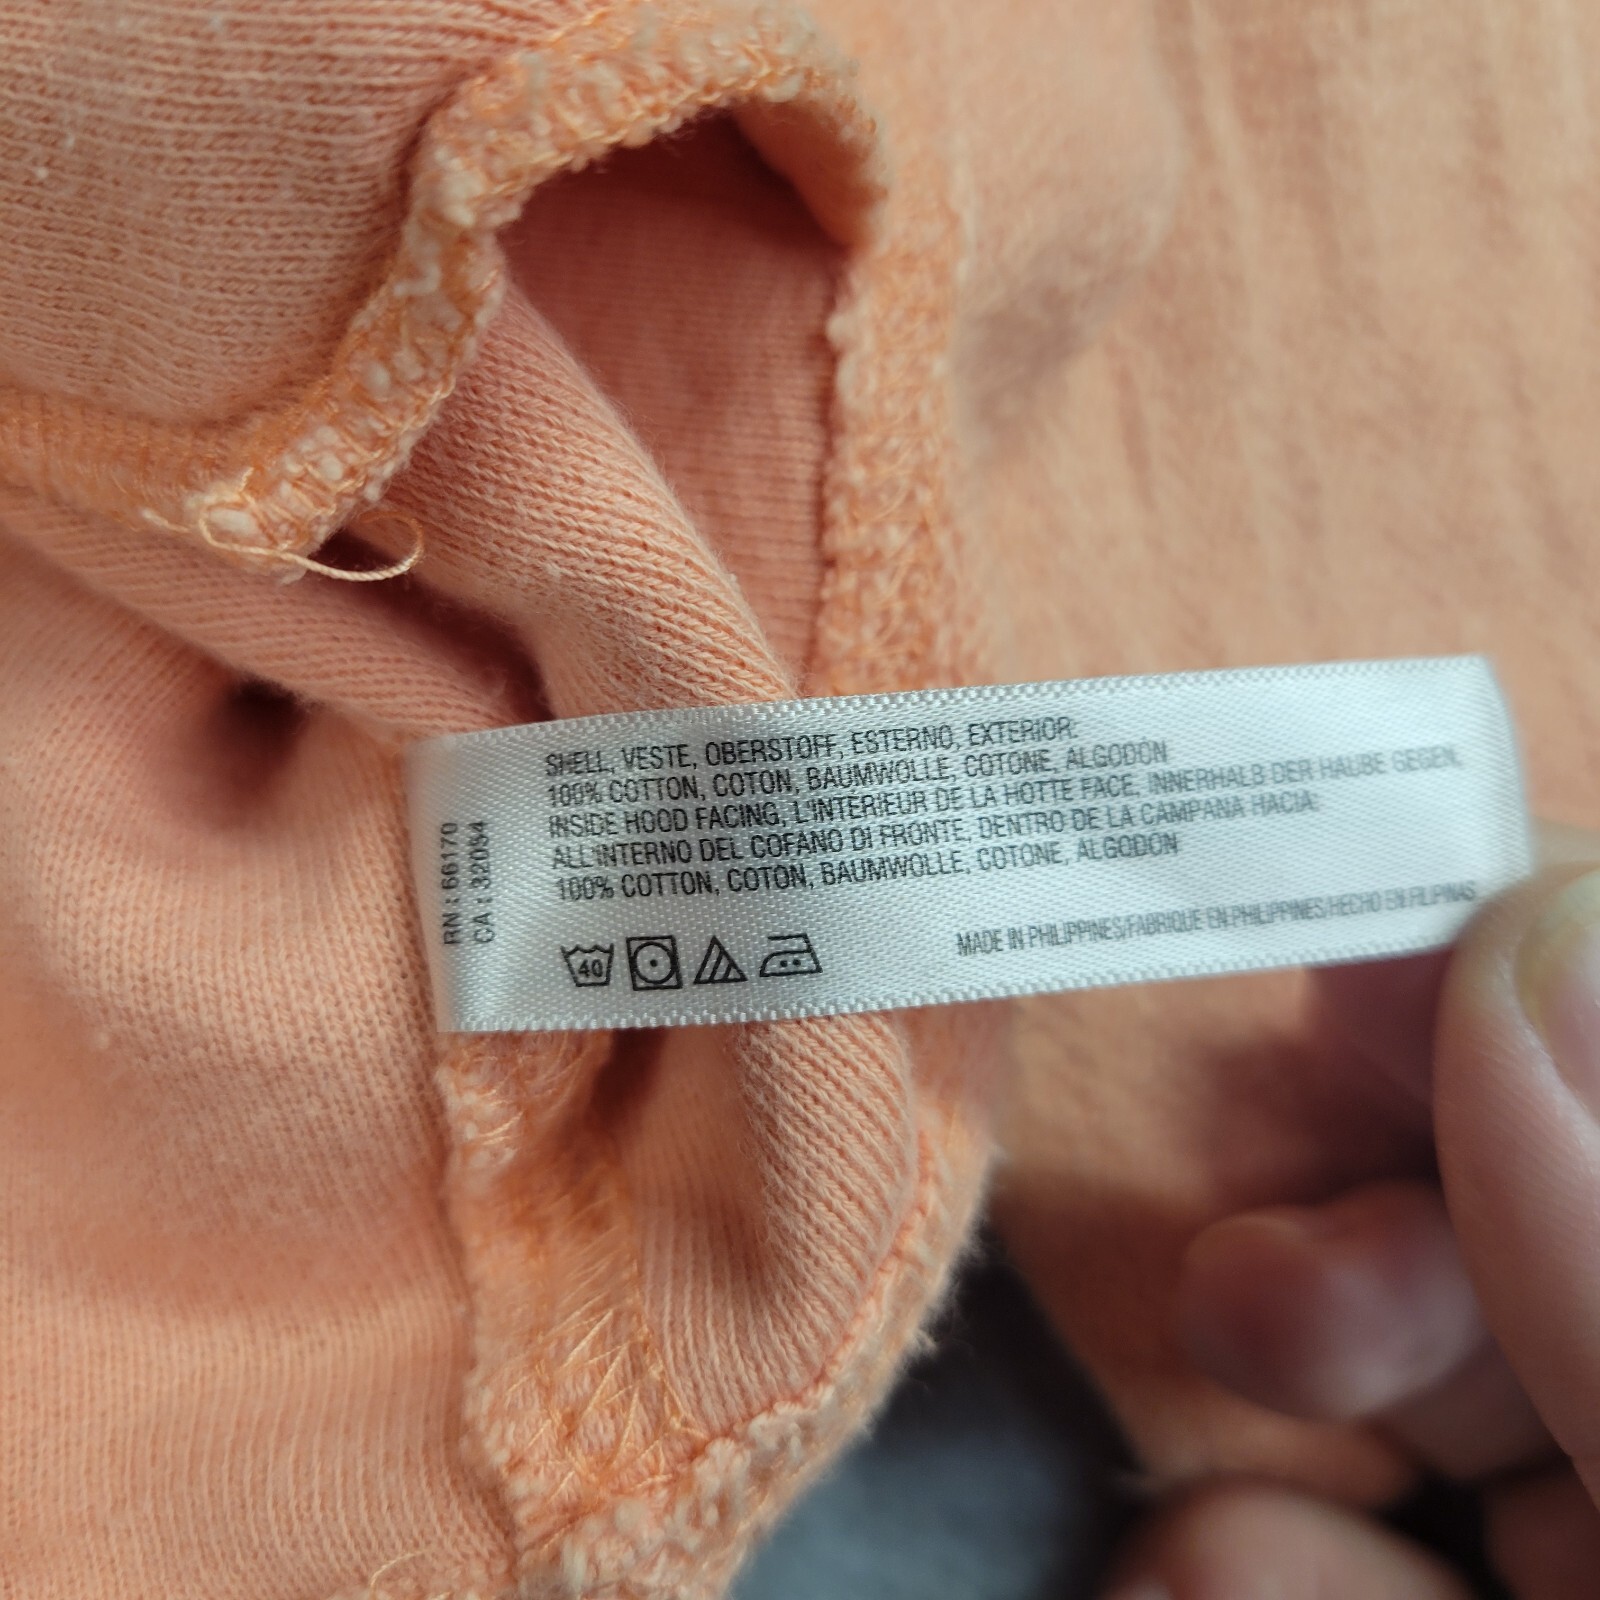 SHELL, VESTE, OBERSTOFF, ESTERNO, EXTERIOR:
100% COTTON, COTON, BAUMWOLLE, COTONE, ALGODÓN
INSIDE HOOD FACING, L'INTERIEUR DE LA HOTTE FACE, INNERHALB DER HAUBE GEGEN,
ALL'INTERNO DEL COFANO DI FRONTE, DENTRO DE LA CAMPANA HACIA:
100% COTTON, COTON, BAUMWOLLE, COTONE, ALGODÓN
40
MADE IN PHILIPPINES/FABRIQUE EN PHILIPPINES/HECHO EN FILIPINAS
RN:66170
CA:32054